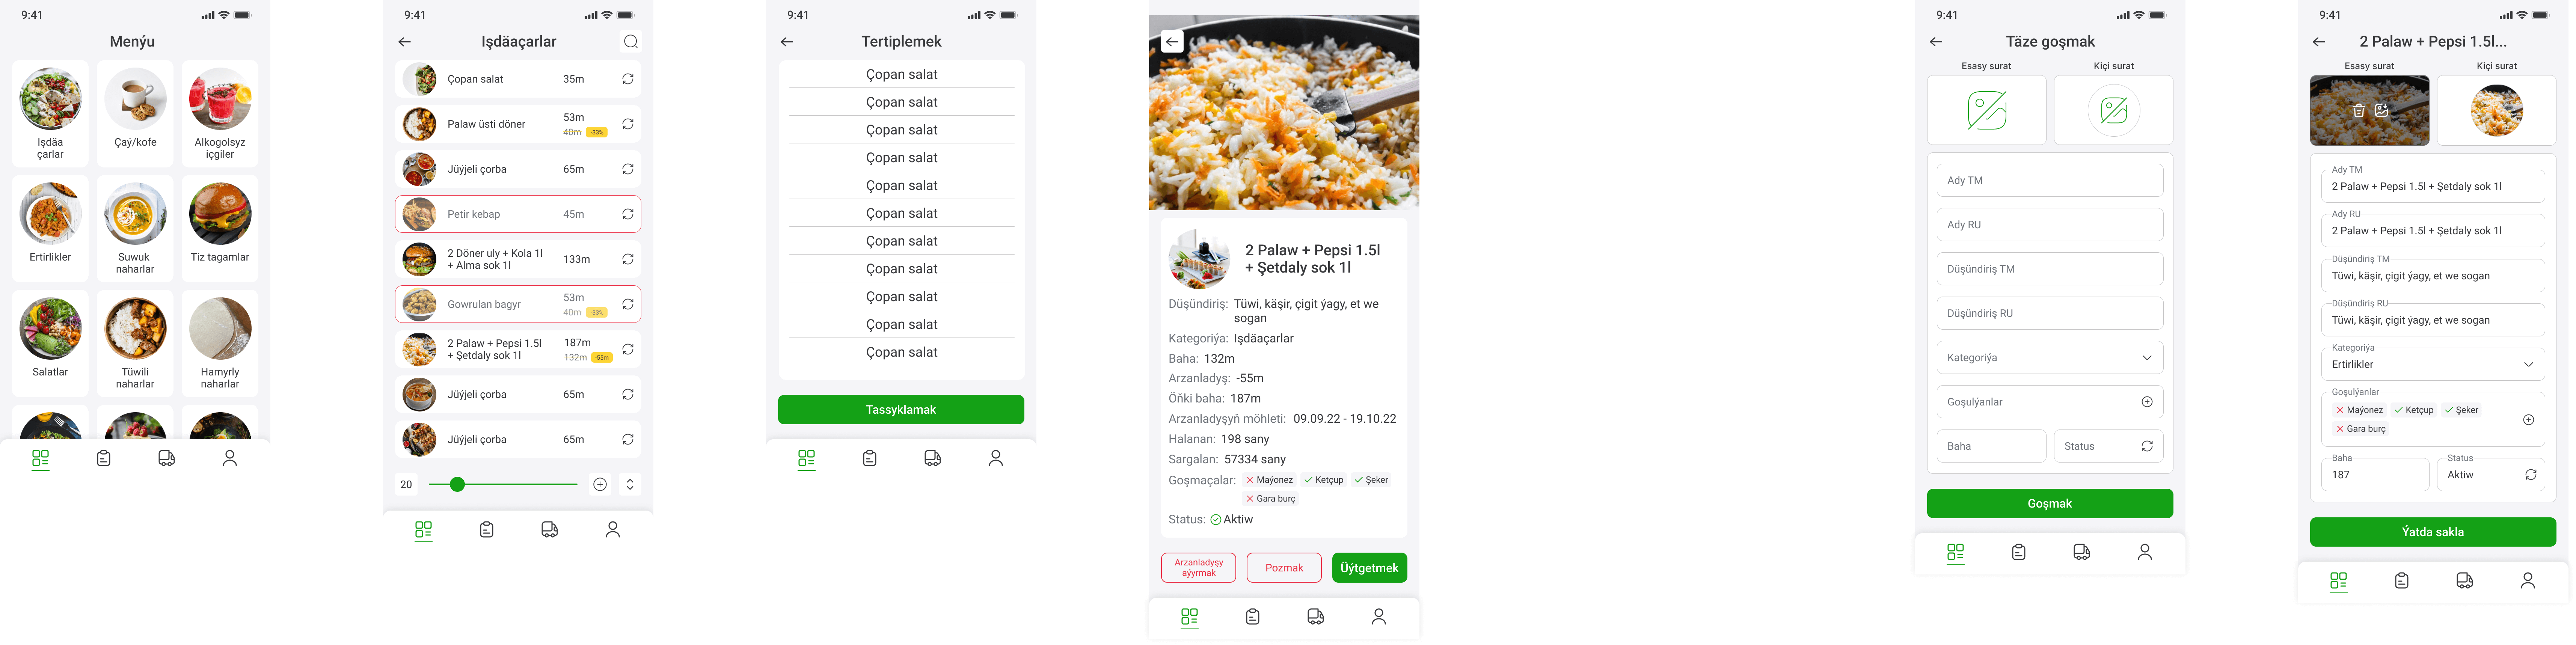 9:41
Menýu
Işdäa
çarlar
Çaý/kofe
Alkogolsyz
içgiler
Ertirlikler
Suwuk
naharlar
Tiz tagamlar
Salatlar
Tüwili
naharlar
Hamyrly
naharlar
9:41
Işdäaçarlar
Çopan salat 35m
Palaw üsti döner 53m
40m -33%
Jüýjeli çorba 65m
Petir kebap 45m
2 Döner uly + Kola 1l
+ Alma sok 1l
133m
Gowrulan bagyr 53m
40m -33%
2 Palaw + Pepsi 1.5l
+ Şetdaly sok 1l
187m
132m -55m
Jüýjeli çorba 65m
Jüýjeli çorba 65m
20
9:41
Tertiplemek
Çopan salat
Çopan salat
Çopan salat
Çopan salat
Çopan salat
Çopan salat
Çopan salat
Çopan salat
Çopan salat
Çopan salat
Çopan salat
Tassyklamak
2 Palaw + Pepsi 1.5l
+ Şetdaly sok 1l
Düşündiriş: Tüwi, käşir, çigit ýagy, et we
sogan
Kategoriýa: Işdäaçarlar
Baha: 132m
Arzanladyş: -55m
Öňki baha: 187m
Arzanladyşyň möhleti: 09.09.22 - 19.10.22
Halanan: 198 sany
Sargalan: 57334 sany
Goşmaçalar: Maýonez Ketçup Şeker
Gara burç
Status: Aktiw
Arzanladyşy
aýyrmak
Pozmak
Üýtgetmek
9:41
Täze goşmak
Esasy surat
Kiçi surat
Ady TM
Ady RU
Düşündiriş TM
Düşündiriş RU
Kategoriýa
Goşulýanlar
Baha
Status
Goşmak
9:41
2 Palaw + Pepsi 1.5l...
Esasy surat
Kiçi surat
Ady TM
2 Palaw + Pepsi 1.5l + Şetdaly sok 1l
Ady RU
2 Palaw + Pepsi 1.5l + Şetdaly sok 1l
Düşündiriş TM
Tüwi, käşir, çigit ýagy, et we sogan
Düşündiriş RU
Tüwi, käşir, çigit ýagy, et we sogan
Kategoriýa
Ertirlikler
Goşulýanlar
Maýonez Ketçup Şeker
Gara burç
Baha
187
Status
Aktiw
Ýatda sakla